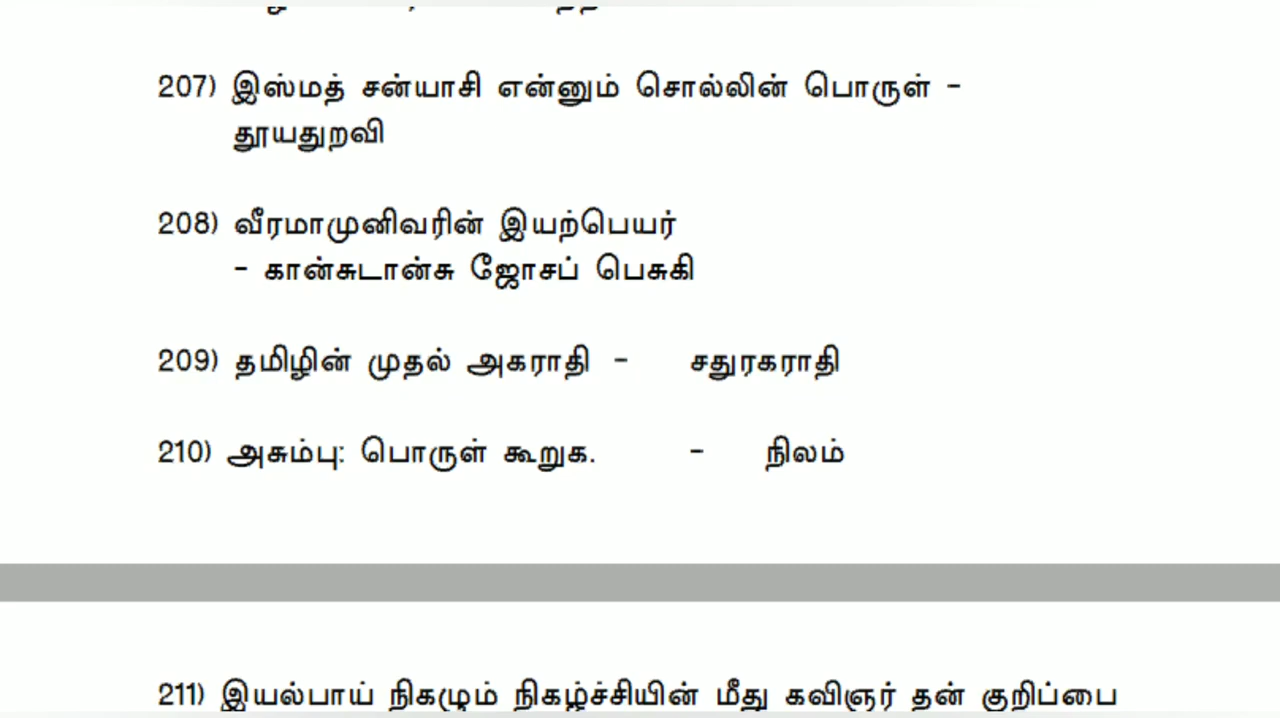 207) இஸ்மத் சன்யாசி என்னும் சொல்லின் பொருள் -
தூயதுறவி
208) வீரமாமுனிவரின் இயற்பெயர்
- கான்சுடான்சு ஜோசப் பெசுகி
209) தமிழின் முதல் அகராதி - சதுரகராதி
210) அசும்பு: பொருள் கூறுக. - நிலம்
211) இயல்பாய் நிகழும் நிகழ்ச்சியின் மீது கவிஞர் தன் குறிப்பை